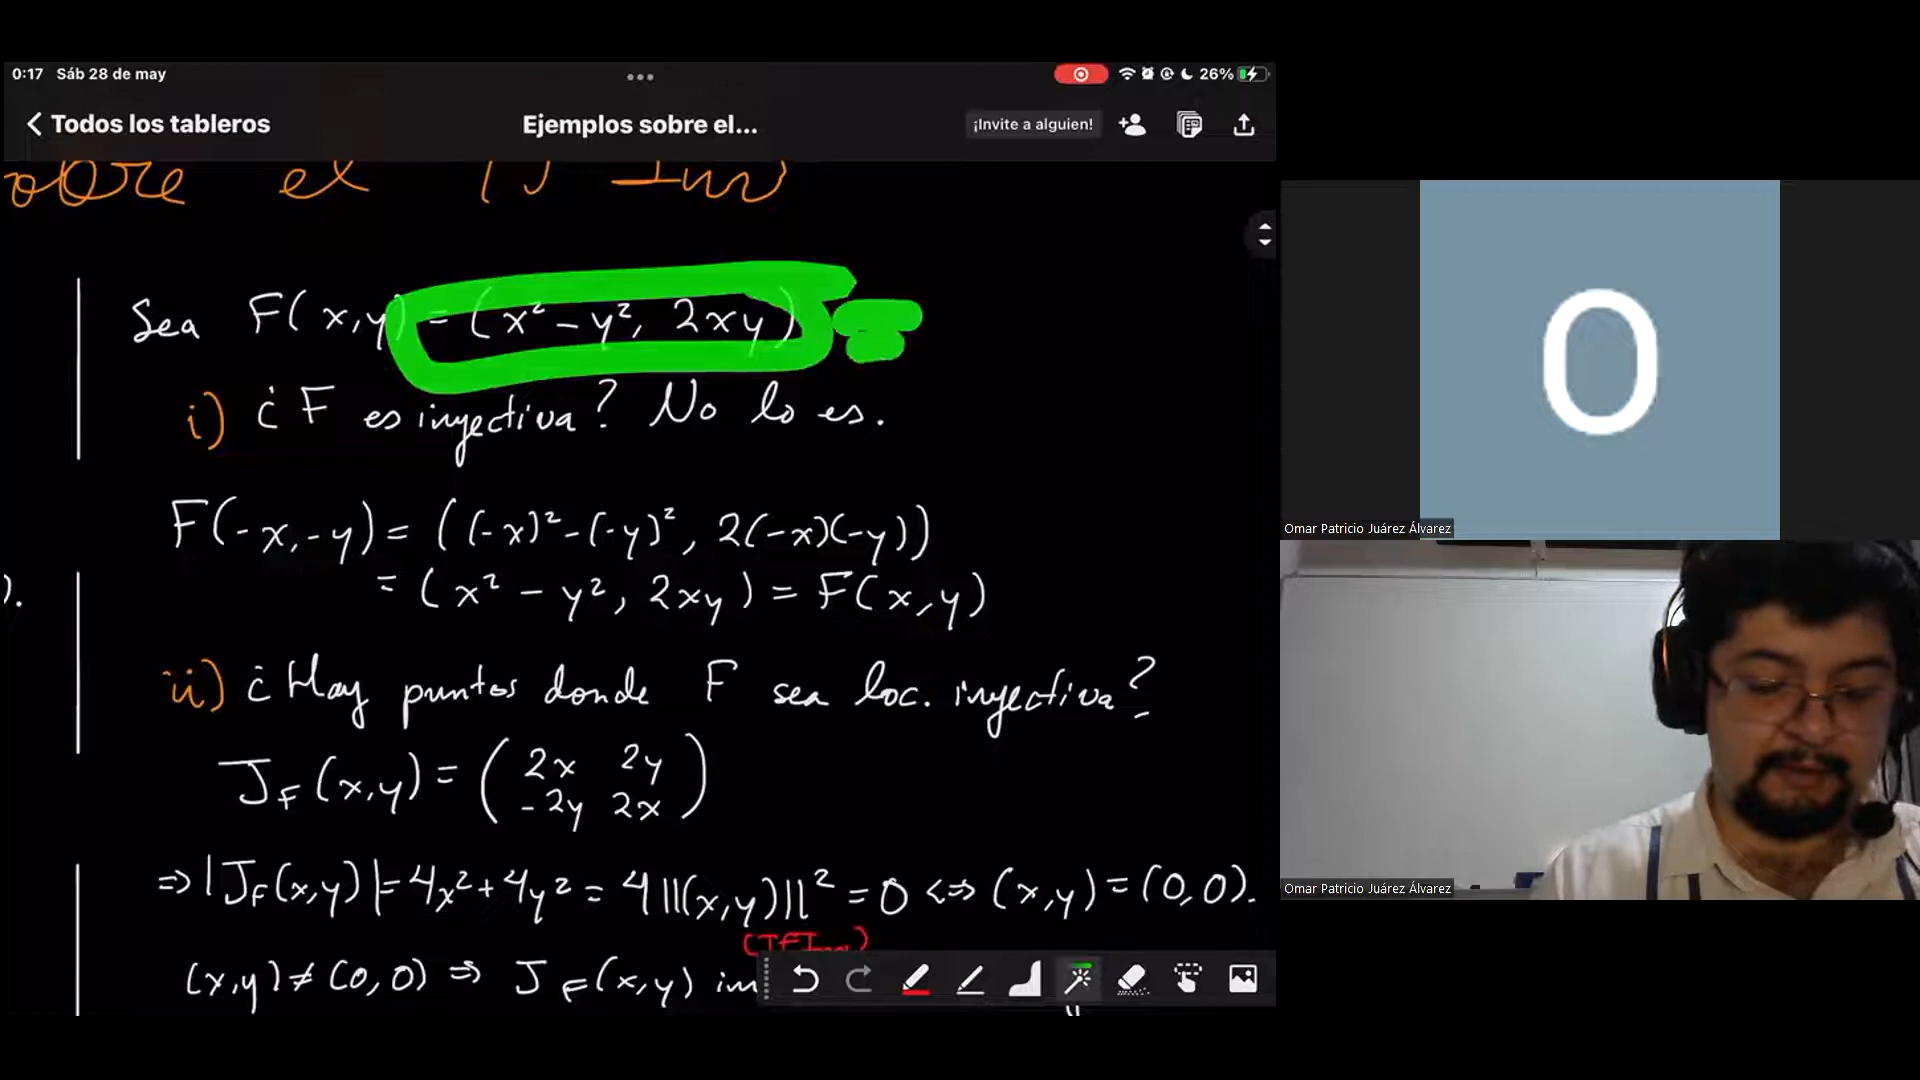 0:17 Sáb 28 de may
26%
Todos los tableros
Ejemplos sobre el...
¡Invite a alguien!
obre el
Sea F(x,y) = (x² - y², 2xy)
i) ¿F es inyectiva? No lo es.
F(-x,-y) = ((-x)² - (-y)², 2(-x)(-y))
= (x² - y², 2xy) = F(x,y)
).
ii) ¿Hay puntos donde F sea loc. inyectiva?
J_F(x,y) = ( 2x 2y
-2y 2x )
⇒ |J_F(x,y)| = 4x² + 4y² = 4||(x,y)||² = 0 ⇔ (x,y) = (0,0).
(x,y) ≠ (0,0) ⇒ J_F(x,y) in
O
Omar Patricio Juárez Álvarez
Omar Patricio Juárez Álvarez